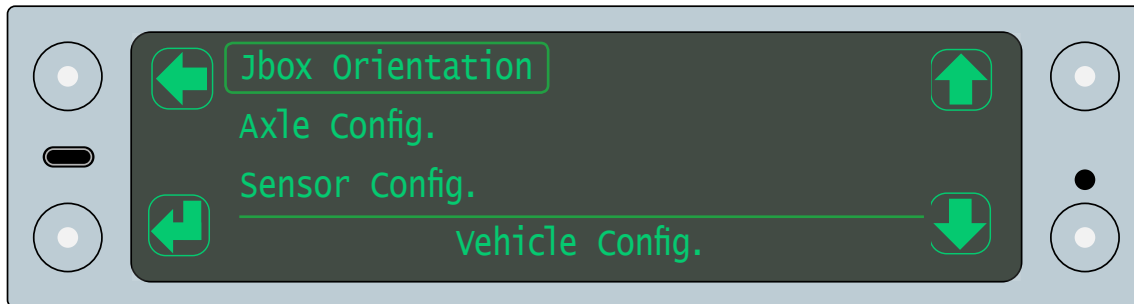 Jbox Orientation
Axle Config.
Sensor Config.
Vehicle Config.